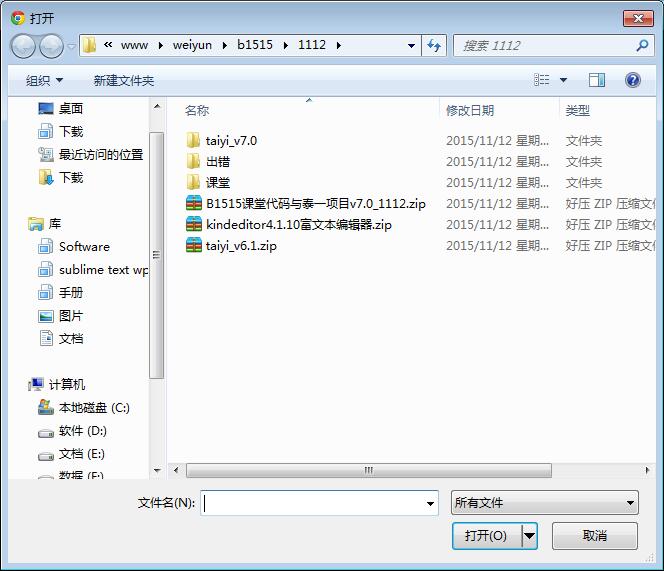 打开
« www ▸ weiyun ▸ b1515 ▸ 1112 ▸
搜索 1112
组织 新建文件夹
桌面
下载
最近访问的位置
下载
库
Software
sublime text wp
手册
图片
文档
计算机
本地磁盘 (C:)
软件 (D:)
文档 (E:)
数据 (F:)
名称 修改日期 类型
taiyi_v7.0 2015/11/12 星期... 文件夹
出错 2015/11/12 星期... 文件夹
课堂 2015/11/12 星期... 文件夹
B1515课堂代码与泰一项目v7.0_1112.zip 2015/11/12 星期... 好压 ZIP 压缩文件
kindeditor4.1.10富文本编辑器.zip 2015/11/12 星期... 好压 ZIP 压缩文件
taiyi_v6.1.zip 2015/11/12 星期... 好压 ZIP 压缩文件
文件名(N):
所有文件
打开(O) 取消